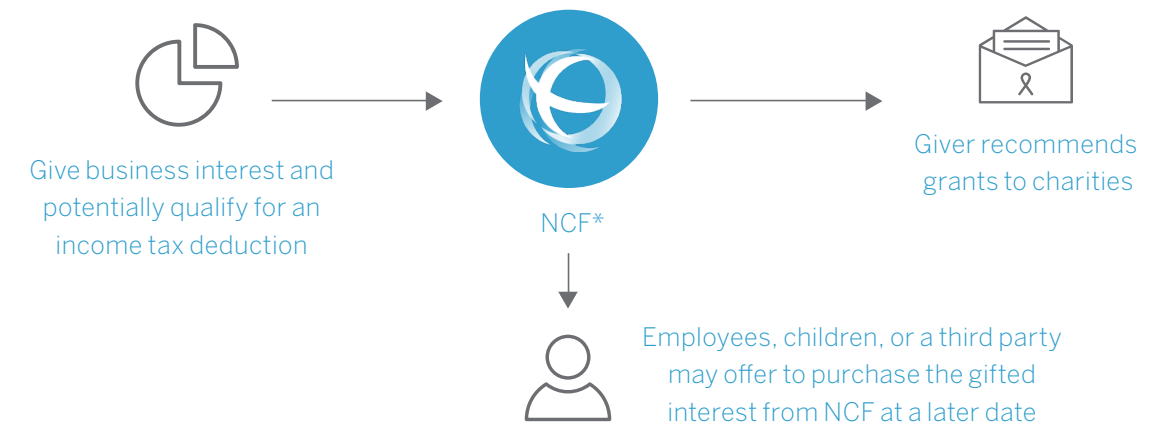 Give business interest and
potentially qualify for an
income tax deduction
NCF*
Giver recommends
grants to charities
Employees, children, or a third party
may offer to purchase the gifted
interest from NCF at a later date